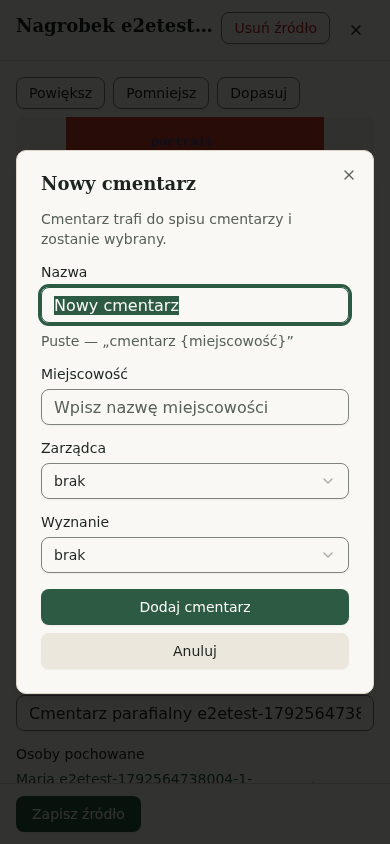 Nagrobek e2etest...
Usuń źródło
Powiększ
Pomniejsz
Dopasuj
Nowy cmentarz
Cmentarz trafi do spisu cmentarzy i
zostanie wybrany.
Nazwa
Nowy cmentarz
Puste — „cmentarz {miejscowość}”
Miejscowość
Wpisz nazwę miejscowości
Zarządca
brak
Wyznanie
brak
Dodaj cmentarz
Anuluj
Cmentarz parafialny e2etest-1792564738
Osoby pochowane
Maria e2etest-1792564738004-1-
Zapisz źródło